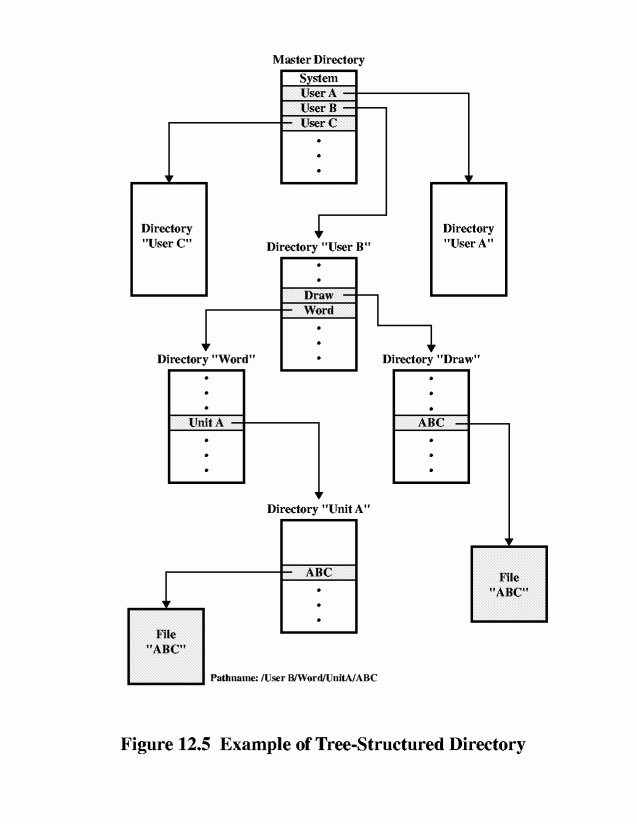 Master Directory
System
User A
User B
User C
Directory
"User C"
Directory
"User A"
Directory "User B"
Draw
Word
Directory "Word"
Directory "Draw"
Unit A
ABC
Directory "Unit A"
ABC
File
"ABC"
File
"ABC"
Pathname: /User B/Word/UnitA/ABC
Figure 12.5 Example of Tree-Structured Directory